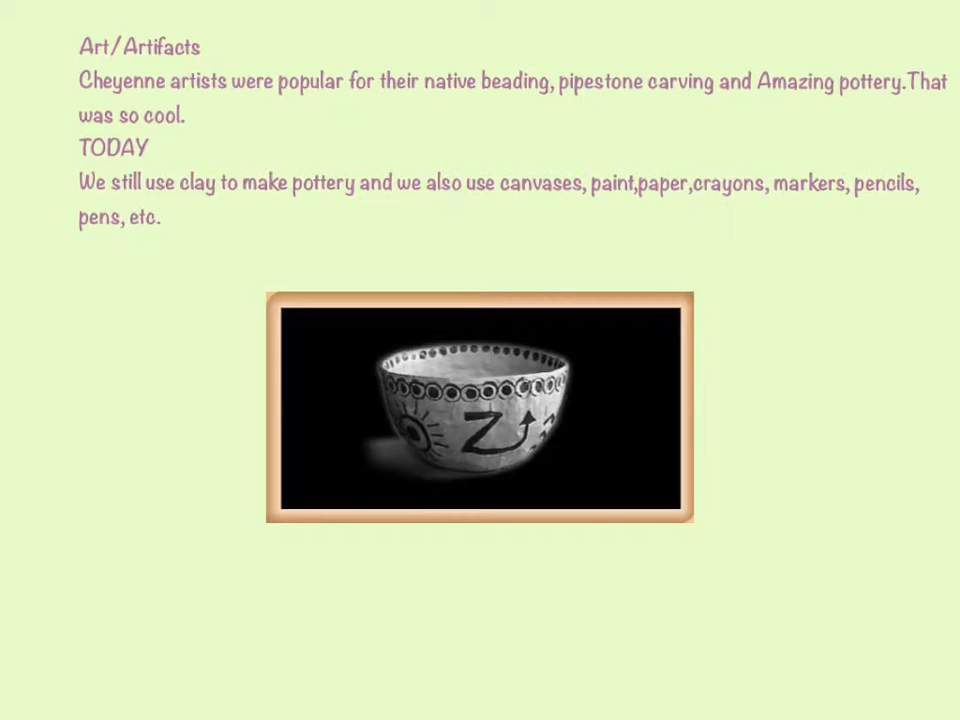 Art/Artifacts
Cheyenne artists were popular for their native beading, pipestone carving and Amazing pottery.That
was so cool.
TODAY
We still use clay to make pottery and we also use canvases, paint,paper,crayons, markers, pencils,
pens, etc.